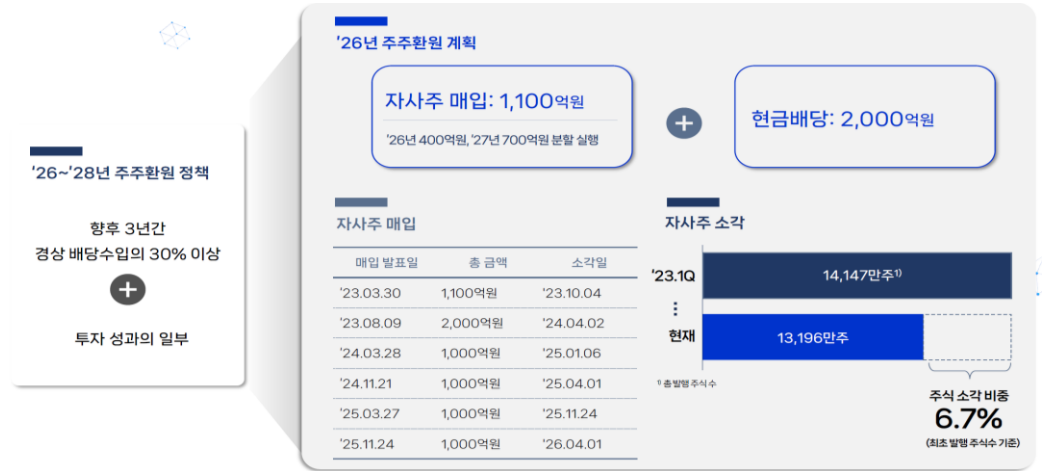 '26~'28년 주주환원 정책
향후 3년간
경상 배당수입의 30% 이상
+
투자 성과의 일부
'26년 주주환원 계획
자사주 매입: 1,100억원
'26년 400억원, '27년 700억원 분할 실행
+
현금배당: 2,000억원
자사주 매입
매입 발표일 총 금액 소각일
'23.03.30 1,100억원 '23.10.04
'23.08.09 2,000억원 '24.04.02
'24.03.28 1,000억원 '25.01.06
'24.11.21 1,000억원 '25.04.01
'25.03.27 1,000억원 '25.11.24
'25.11.24 1,000억원 '26.04.01
자사주 소각
'23.1Q 14,147만주¹⁾
⋮
현재 13,196만주
¹⁾ 총 발행 주식 수
주식 소각 비중
6.7%
(최초 발행 주식수 기준)